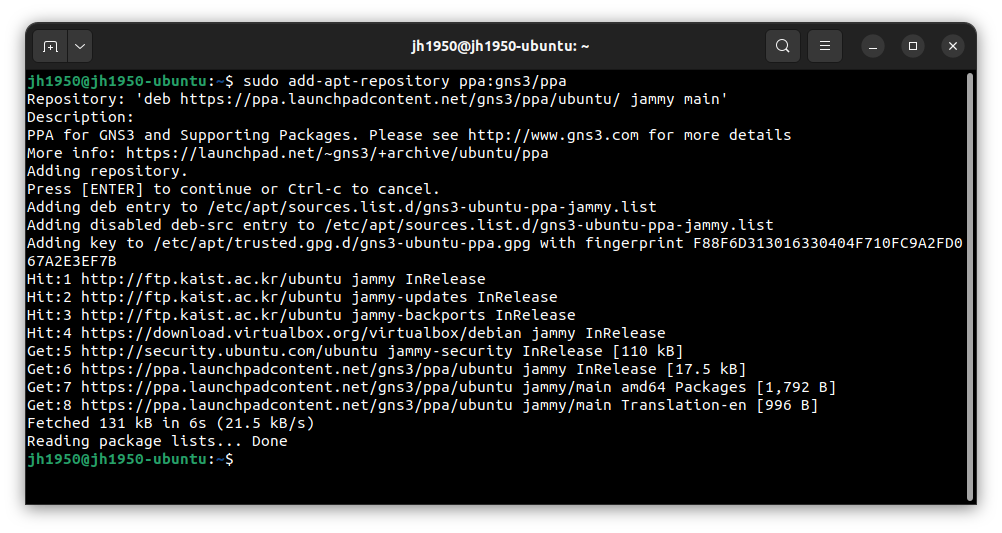 jh1950@jh1950-ubuntu: ~
jh1950@jh1950-ubuntu:~$ sudo add-apt-repository ppa:gns3/ppa
Repository: 'deb https://ppa.launchpadcontent.net/gns3/ppa/ubuntu/ jammy main'
Description:
PPA for GNS3 and Supporting Packages. Please see http://www.gns3.com for more details
More info: https://launchpad.net/~gns3/+archive/ubuntu/ppa
Adding repository.
Press [ENTER] to continue or Ctrl-c to cancel.
Adding deb entry to /etc/apt/sources.list.d/gns3-ubuntu-ppa-jammy.list
Adding disabled deb-src entry to /etc/apt/sources.list.d/gns3-ubuntu-ppa-jammy.list
Adding key to /etc/apt/trusted.gpg.d/gns3-ubuntu-ppa.gpg with fingerprint F88F6D313016330404F710FC9A2FD0
67A2E3EF7B
Hit:1 http://ftp.kaist.ac.kr/ubuntu jammy InRelease
Hit:2 http://ftp.kaist.ac.kr/ubuntu jammy-updates InRelease
Hit:3 http://ftp.kaist.ac.kr/ubuntu jammy-backports InRelease
Hit:4 https://download.virtualbox.org/virtualbox/debian jammy InRelease
Get:5 http://security.ubuntu.com/ubuntu jammy-security InRelease [110 kB]
Get:6 https://ppa.launchpadcontent.net/gns3/ppa/ubuntu jammy InRelease [17.5 kB]
Get:7 https://ppa.launchpadcontent.net/gns3/ppa/ubuntu jammy/main amd64 Packages [1,792 B]
Get:8 https://ppa.launchpadcontent.net/gns3/ppa/ubuntu jammy/main Translation-en [996 B]
Fetched 131 kB in 6s (21.5 kB/s)
Reading package lists... Done
jh1950@jh1950-ubuntu:~$